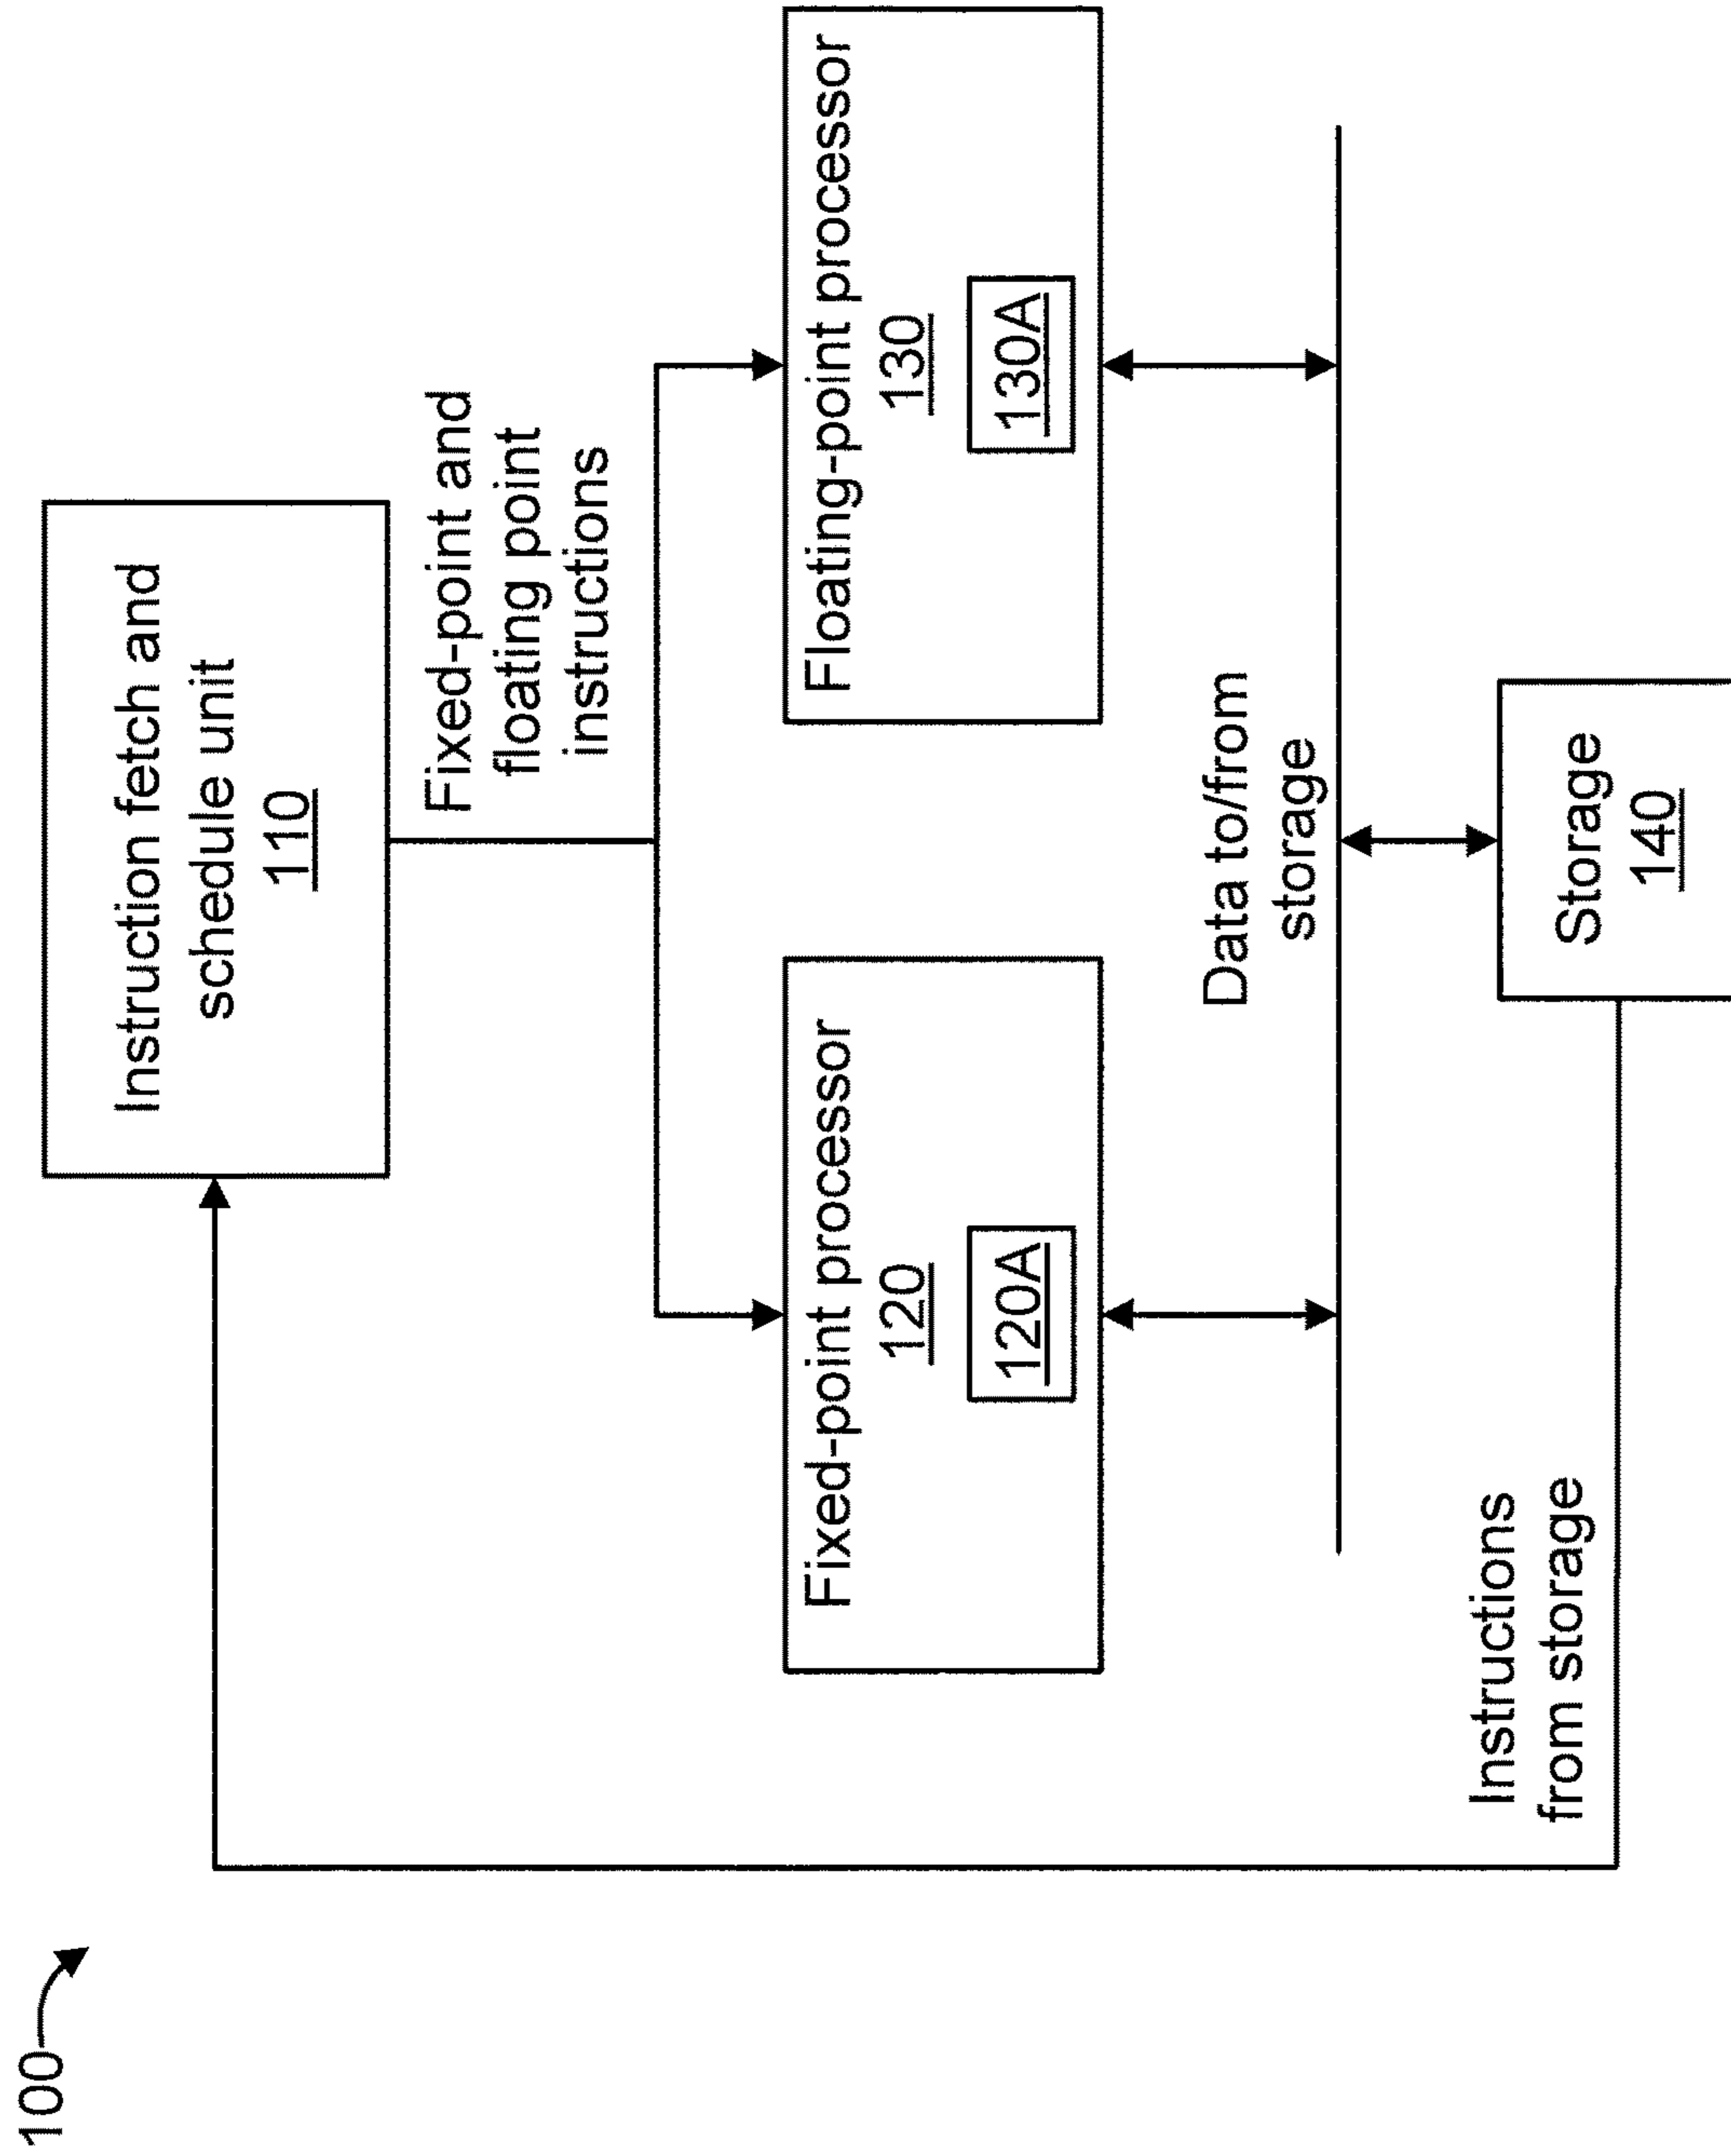 100
Instruction fetch and
schedule unit
110
Fixed-point and
floating point
instructions
Fixed-point processor
120
120A
Floating-point processor
130
130A
Data to/from
storage
Instructions
from storage
Storage
140